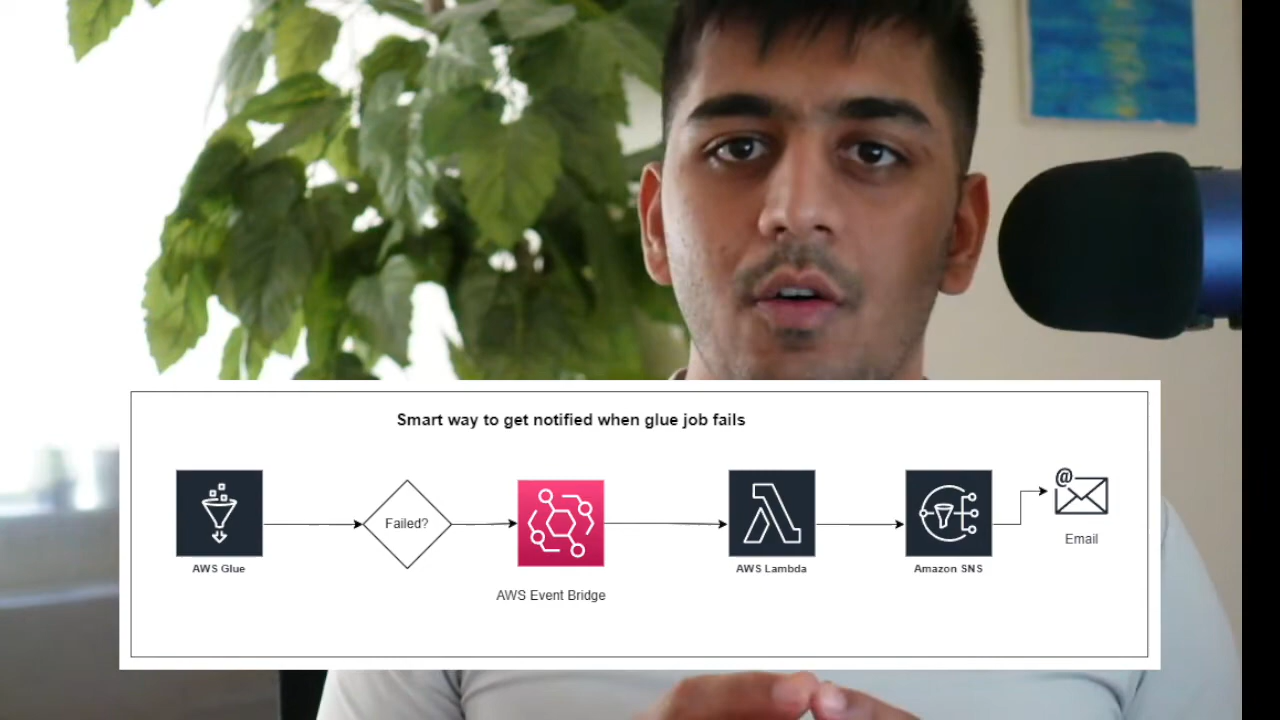 Smart way to get notified when glue job fails
Failed?
@
AWS Glue
AWS Event Bridge
AWS Lambda
Amazon SNS
Email